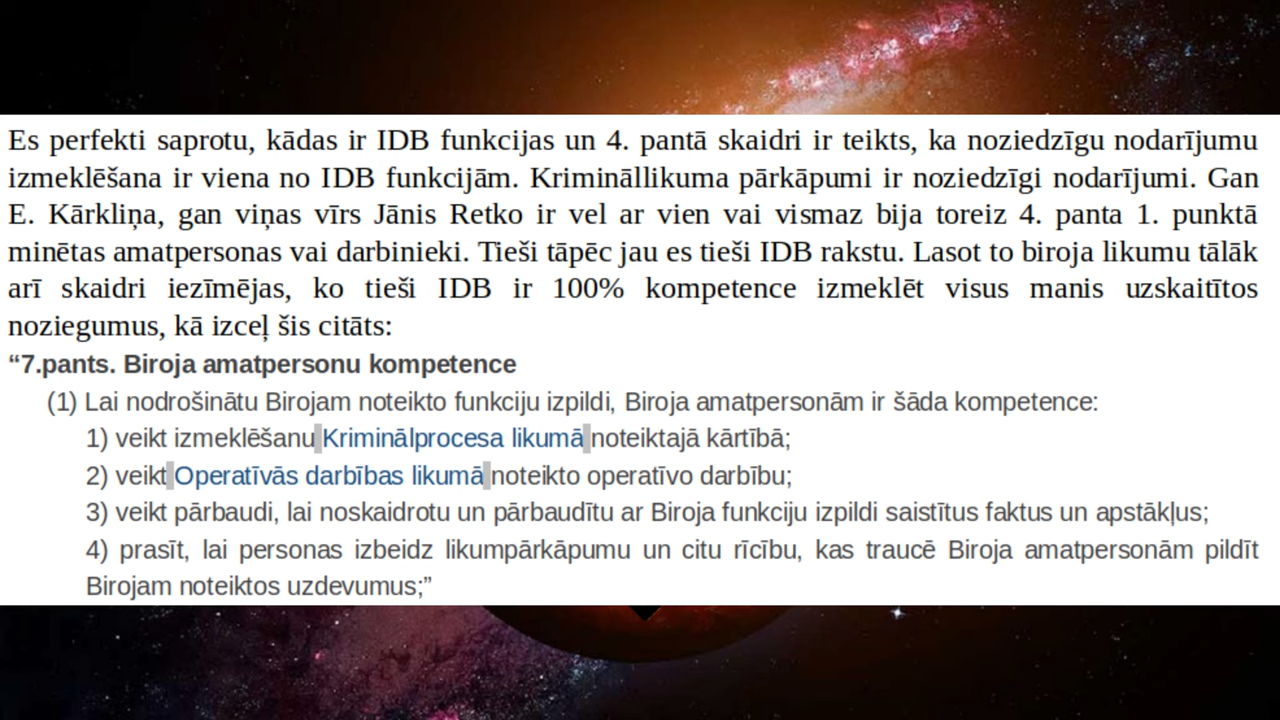 Es perfekti saprotu, kādas ir IDB funkcijas un 4. pantā skaidri ir teikts, ka noziedzīgu nodarījumu
izmeklēšana ir viena no IDB funkcijām. Krimināllikuma pārkāpumi ir noziedzīgi nodarījumi. Gan
E. Kārkliņa, gan viņas vīrs Jānis Retko ir vel ar vien vai vismaz bija toreiz 4. panta 1. punktā
minētas amatpersonas vai darbinieki. Tieši tāpēc jau es tieši IDB rakstu. Lasot to biroja likumu tālāk
arī skaidri iezīmējas, ko tieši IDB ir 100% kompetence izmeklēt visus manis uzskaitītos
noziegumus, kā izceļ šis citāts:
“7.pants. Biroja amatpersonu kompetence
(1) Lai nodrošinātu Birojam noteikto funkciju izpildi, Biroja amatpersonām ir šāda kompetence:
1) veikt izmeklēšanu Kriminālprocesa likumā noteiktajā kārtībā;
2) veikt Operatīvās darbības likumā noteikto operatīvo darbību;
3) veikt pārbaudi, lai noskaidrotu un pārbaudītu ar Biroja funkciju izpildi saistītus faktus un apstākļus;
4) prasīt, lai personas izbeidz likumpārkāpumu un citu rīcību, kas traucē Biroja amatpersonām pildīt
Birojam noteiktos uzdevumus;”